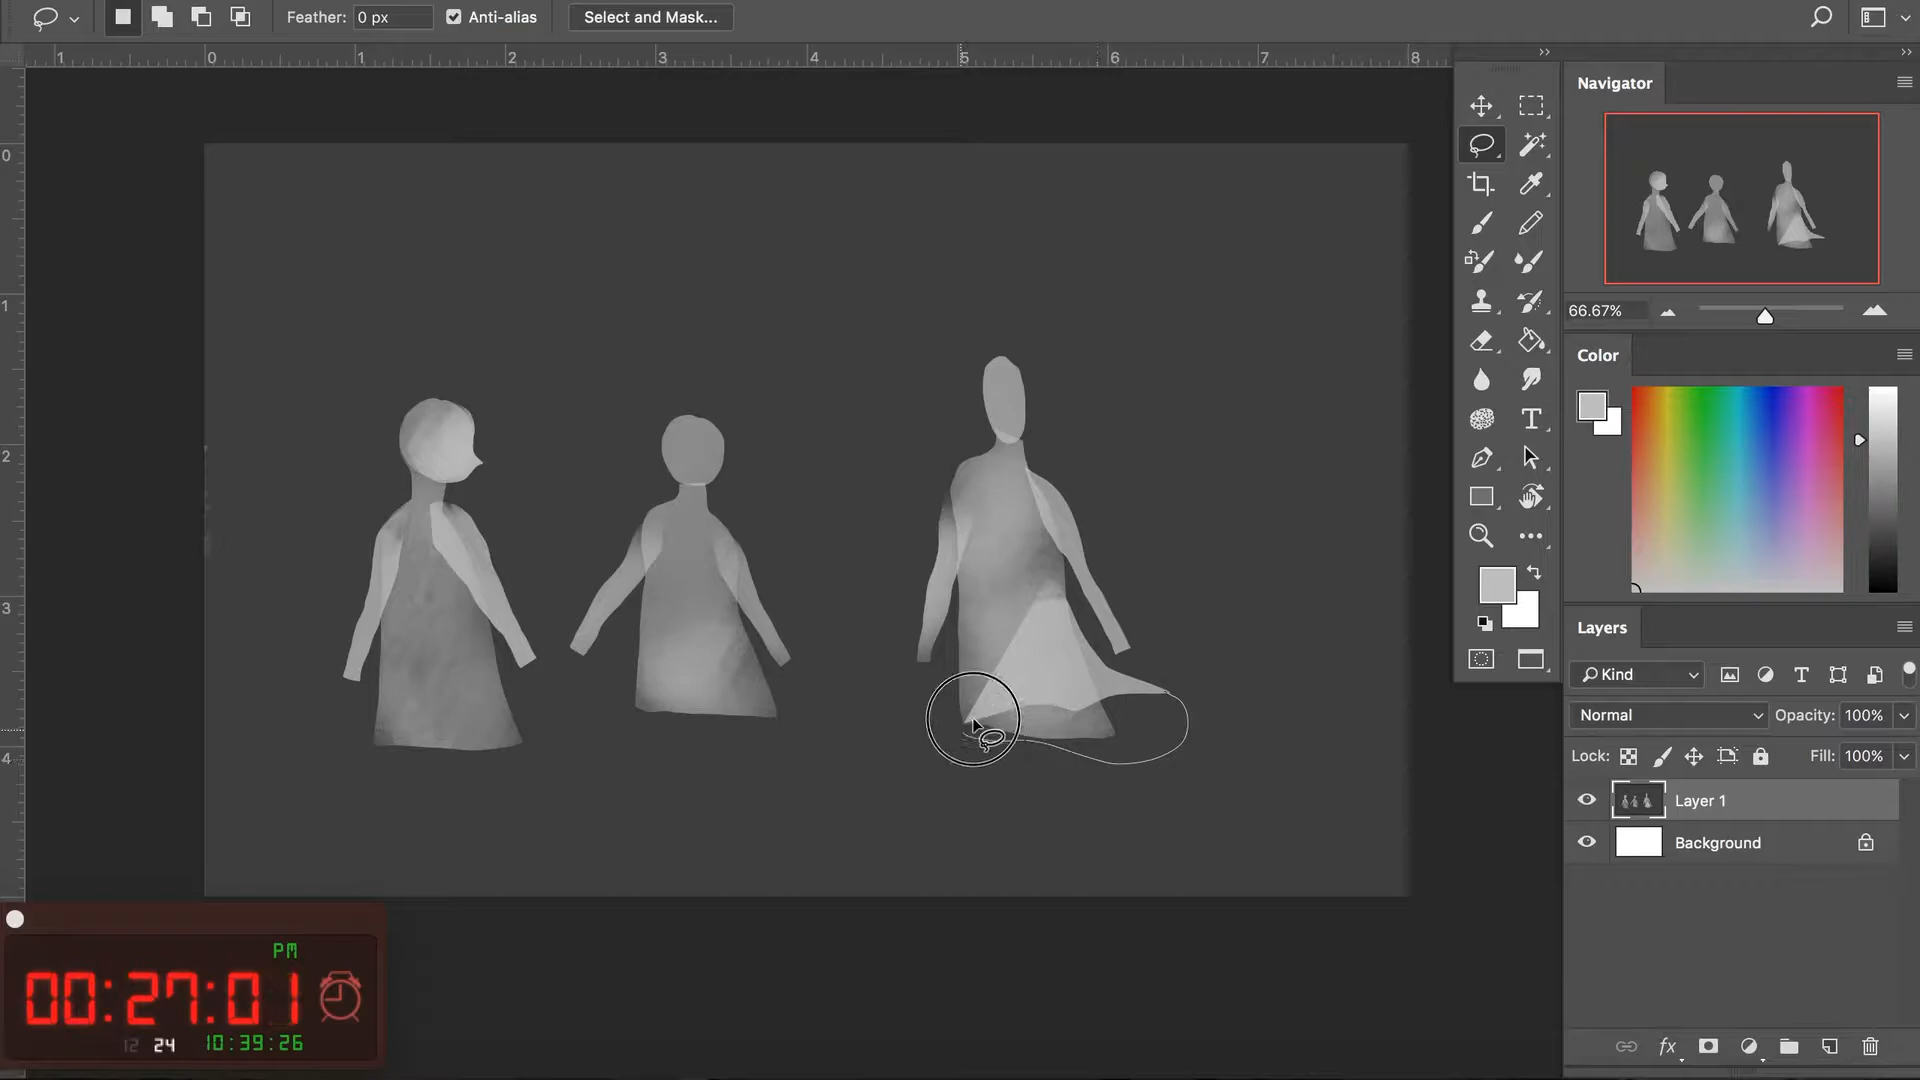 Feather: 0 px Anti-alias Select and Mask...
1 0 1 2 3 4 5 6 7 8
0
1
2
3
4
Navigator
66.67%
Color
Layers
Kind
Normal Opacity: 100%
Lock: Fill: 100%
Layer 1
Background
fx
T
PM
00:27:01
12 24 10:39:26